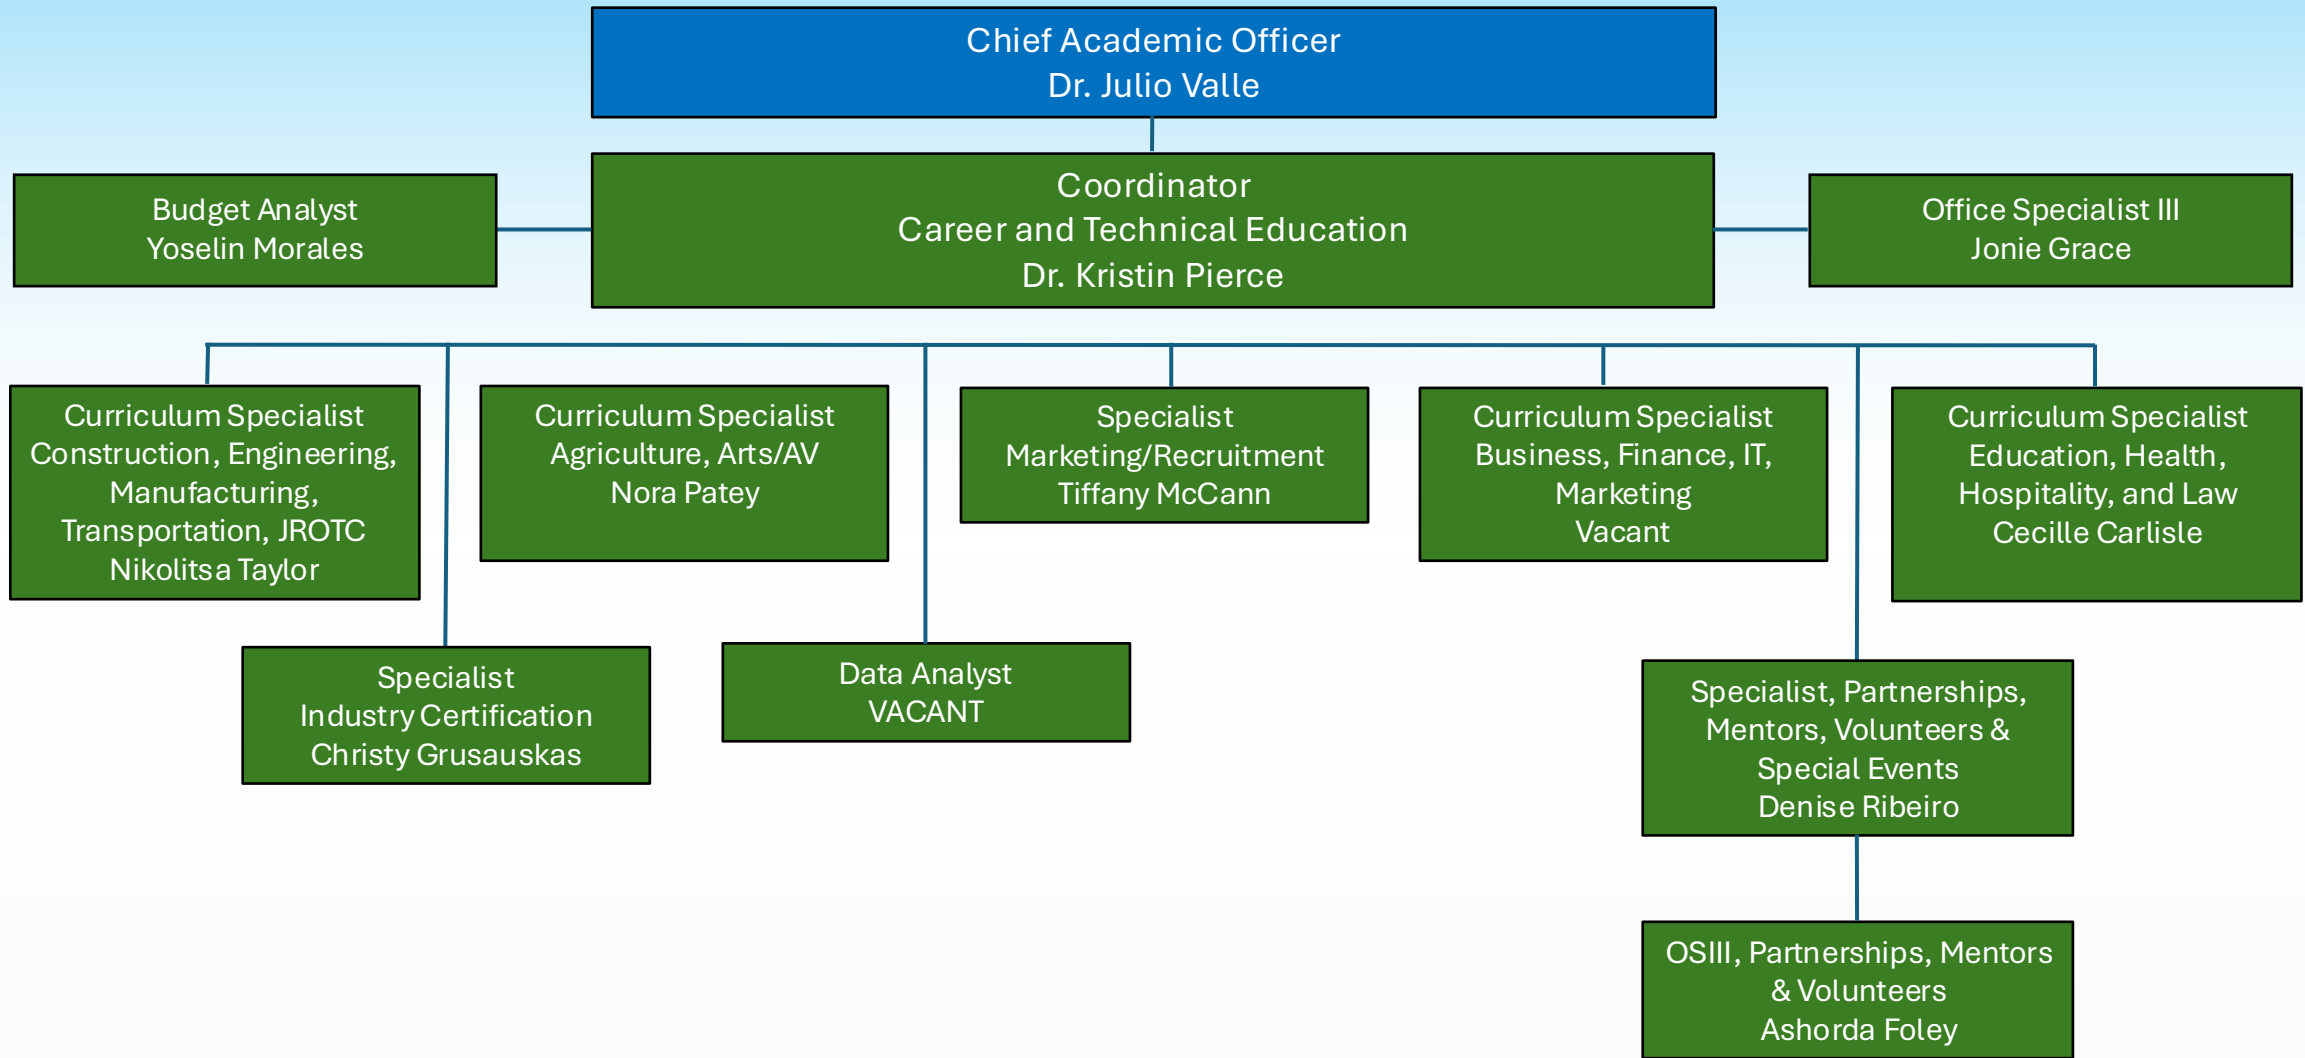 Chief Academic Officer
Dr. Julio Valle
Coordinator
Career and Technical Education
Dr. Kristin Pierce
Budget Analyst
Yoselin Morales
Office Specialist III
Jonie Grace
Curriculum Specialist
Construction, Engineering,
Manufacturing,
Transportation, JROTC
Nikolitsa Taylor
Curriculum Specialist
Agriculture, Arts/AV
Nora Patey
Specialist
Marketing/Recruitment
Tiffany McCann
Curriculum Specialist
Business, Finance, IT,
Marketing
Vacant
Curriculum Specialist
Education, Health,
Hospitality, and Law
Cecille Carlisle
Specialist
Industry Certification
Christy Grusauskas
Data Analyst
VACANT
Specialist, Partnerships,
Mentors, Volunteers &
Special Events
Denise Ribeiro
OSIII, Partnerships, Mentors
& Volunteers
Ashorda Foley